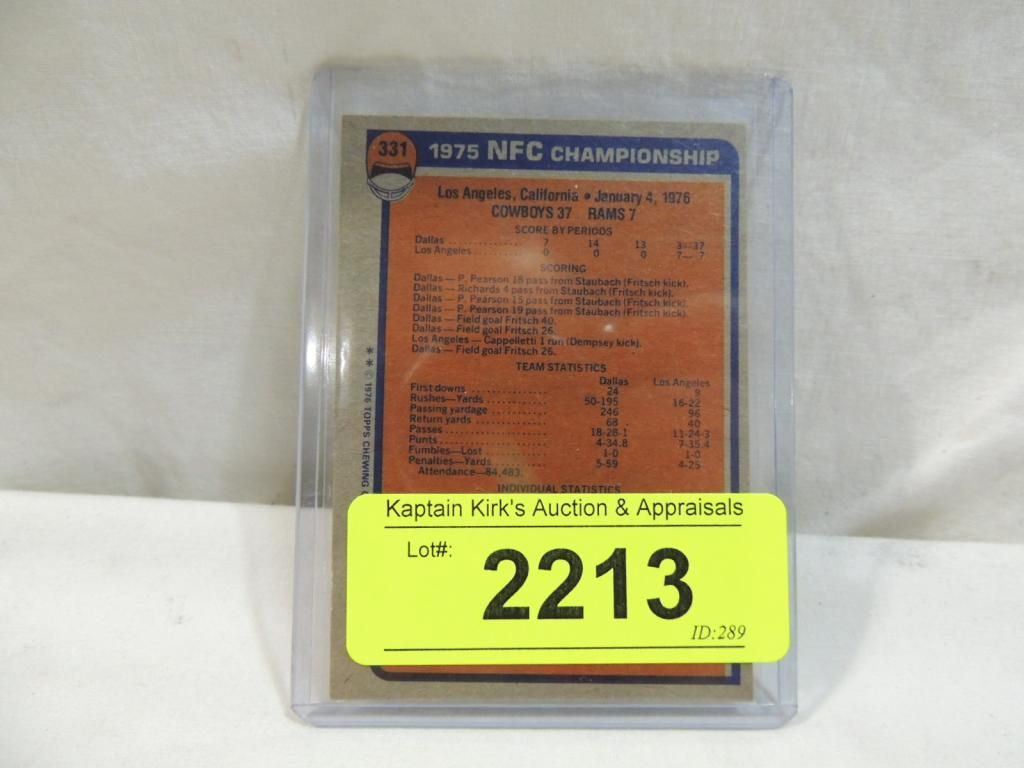 331
1975 NFC CHAMPIONSHIP
Los Angeles, California • January 4, 1976
COWBOYS 37 RAMS 7
SCORE BY PERIODS
Dallas . . . . . . . . . . . . . . 7 14 13 3—37
Los Angeles . . . . . . . . . . 0 0 0 7— 7
SCORING
Dallas — P. Pearson 18 pass from Staubach (Fritsch kick).
Dallas — Richards 4 pass from Staubach (Fritsch kick).
Dallas — P. Pearson 15 pass from Staubach (Fritsch kick).
Dallas — P. Pearson 19 pass from Staubach (Fritsch kick).
Dallas — Field goal Fritsch 40.
Dallas — Field goal Fritsch 26.
Los Angeles — Cappelletti 1 run (Dempsey kick).
Dallas — Field goal Fritsch 26.
TEAM STATISTICS
Dallas Los Angeles
First downs . . . . . . . . . . . . 24 9
Rushes—Yards . . . . . . . . . . 50-195 16-22
Passing yardage . . . . . . . . . 246 96
Return yards . . . . . . . . . . . 68 40
Passes . . . . . . . . . . . . . . . 18-28-1 11-24-3
Punts . . . . . . . . . . . . . . . . 4-34.8 7-35.4
Fumbles—Lost . . . . . . . . . . 1-0 1-0
Penalties—Yards . . . . . . . . . 5-59 4-25
Attendance—84,483.
INDIVIDUAL STATISTICS
* * © 1976 TOPPS CHEWING
Kaptain Kirk's Auction & Appraisals
Lot#:
2213
ID:289